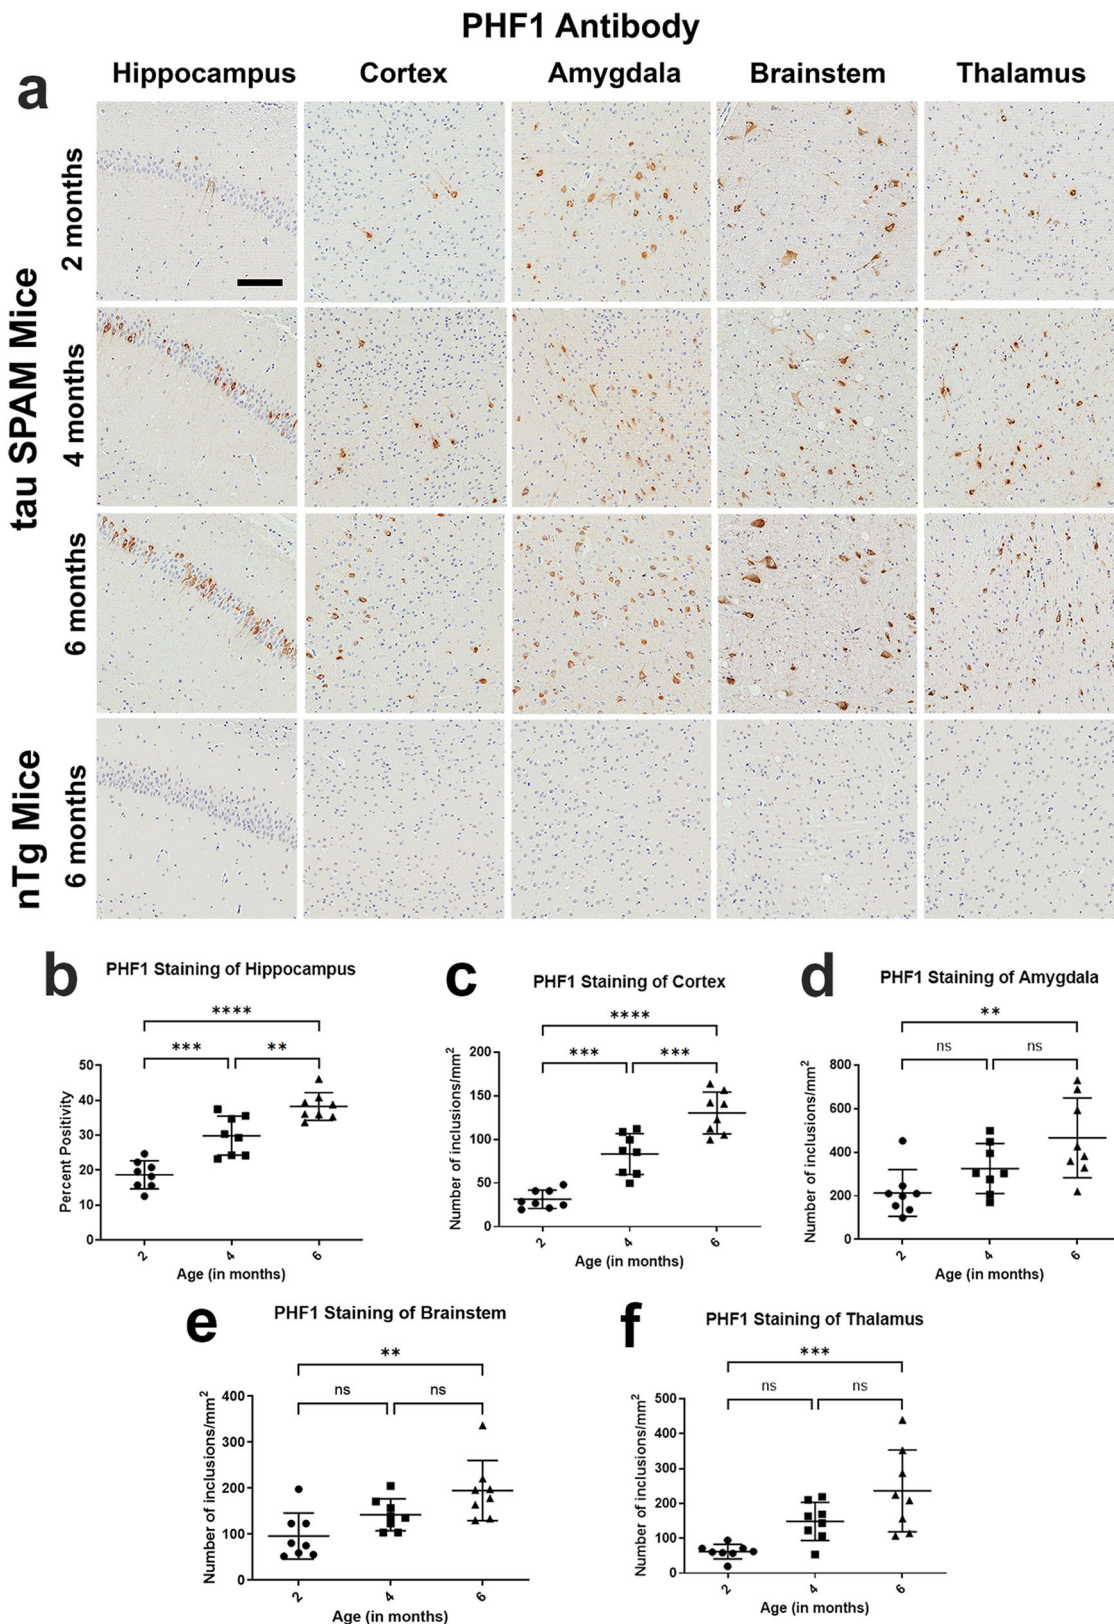 PHF1 Antibody
a
Hippocampus Cortex Amygdala Brainstem Thalamus
tau SPAM Mice
2 months
4 months
6 months
nTg Mice
6 months
b
PHF1 Staining of Hippocampus
****
*** **
Percent Positivity
50
40
30
20
10
0
2 4 6
Age (in months)
c
PHF1 Staining of Cortex
****
*** ***
Number of inclusions/mm²
200
150
100
50
0
2 4 6
Age (in months)
d
PHF1 Staining of Amygdala
**
ns ns
Number of inclusions/mm²
800
600
400
200
0
2 4 6
Age (in months)
e
PHF1 Staining of Brainstem
**
ns ns
Number of inclusions/mm²
400
300
200
100
0
2 4 6
Age (in months)
f
PHF1 Staining of Thalamus
***
ns ns
Number of inclusions/mm²
500
400
300
200
100
0
2 4 6
Age (in months)